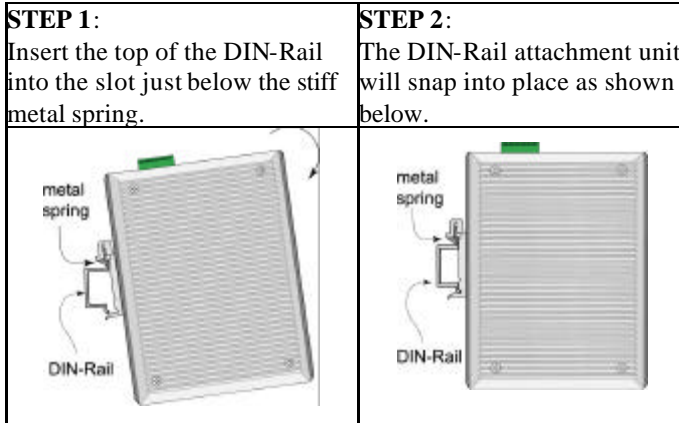 STEP 1:
Insert the top of the DIN-Rail
into the slot just below the stiff
metal spring.
STEP 2:
The DIN-Rail attachment unit
will snap into place as shown
below.
metal
spring
DIN-Rail
metal
spring
DIN-Rail